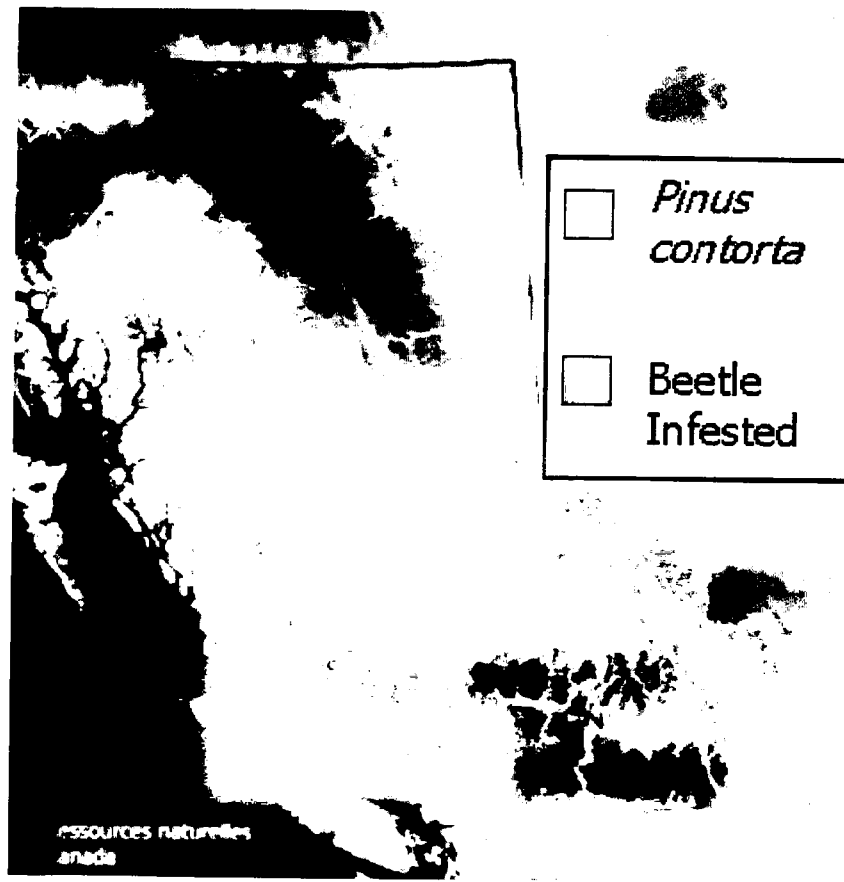 Pinus
contorta
Beetle
Infested
essources naturelles
anada